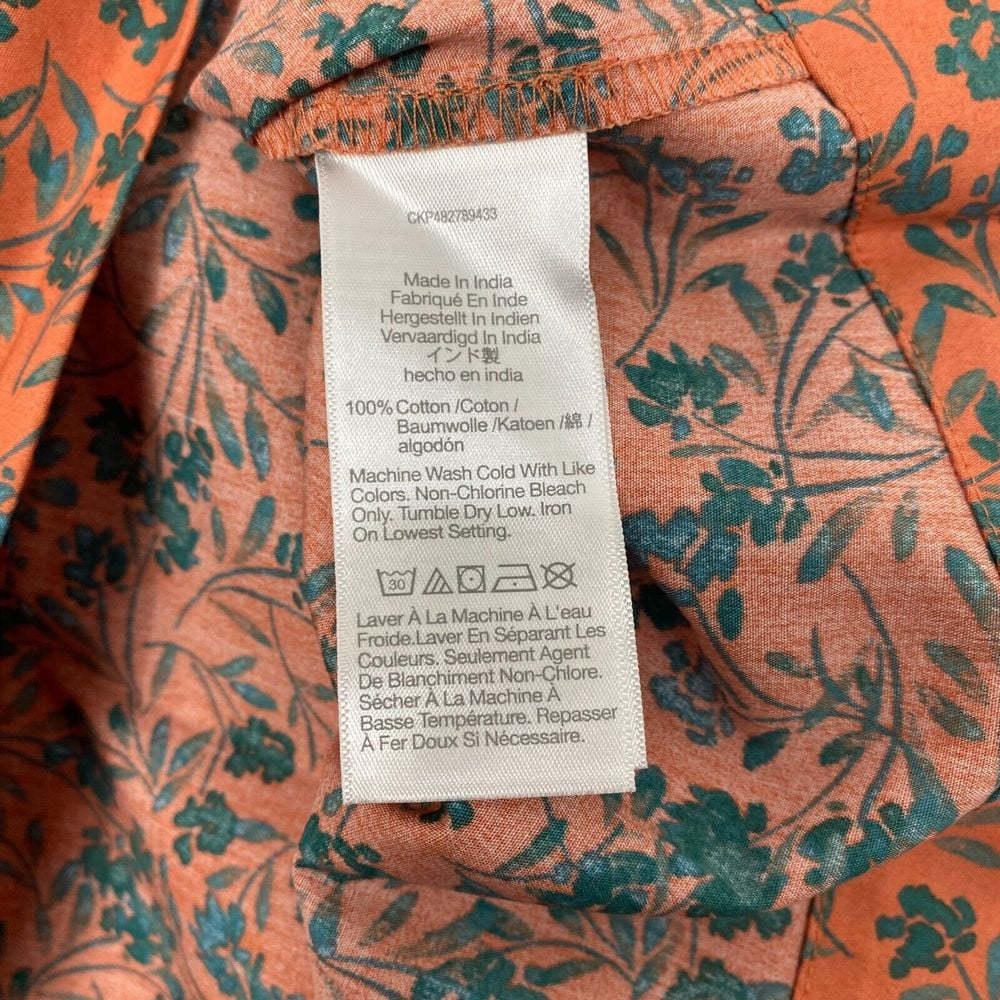 CKP482789433
Made In India
Fabriqué En Inde
Hergestellt In Indien
Vervaardigd In India
インド製
hecho en india
100% Cotton /Coton /
Baumwolle /Katoen /綿 /
algodón
Machine Wash Cold With Like
Colors. Non-Chlorine Bleach
Only. Tumble Dry Low. Iron
On Lowest Setting.
30
Laver À La Machine À L'eau
Froide.Laver En Séparant Les
Couleurs. Seulement Agent
De Blanchiment Non-Chlore.
Sécher À La Machine À
Basse Température. Repasser
À Fer Doux Si Nécessaire.